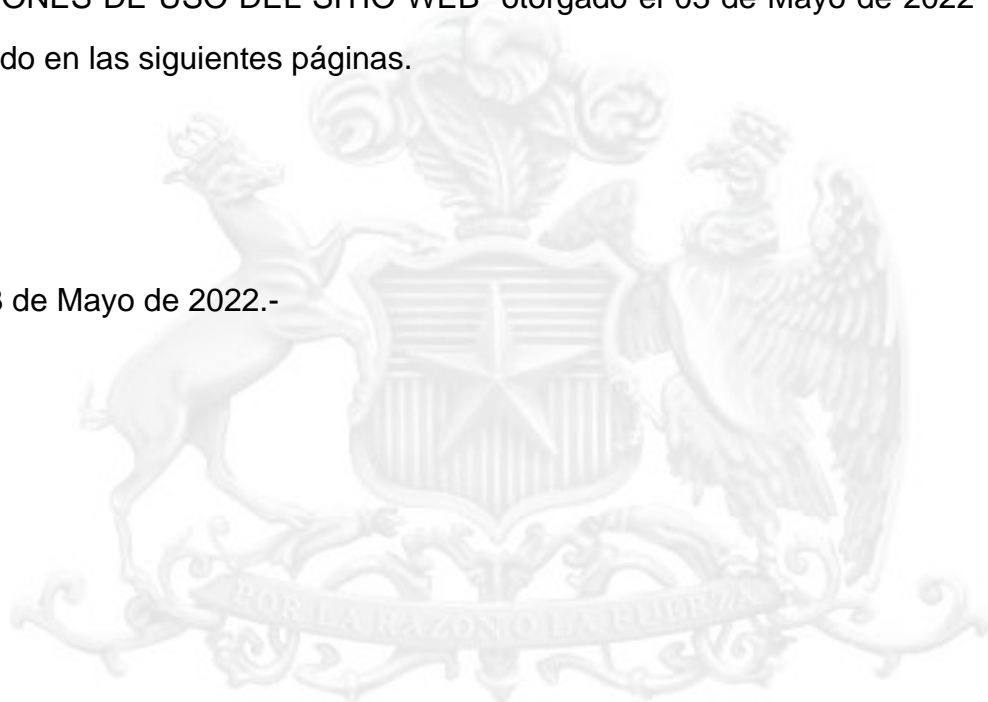 ONES DE USO DEL SITIO WEB" otorgado el 03 de Mayo de 2022
do en las siguientes páginas.
de Mayo de 2022.-
POR LA RAZON O LA FUERZA